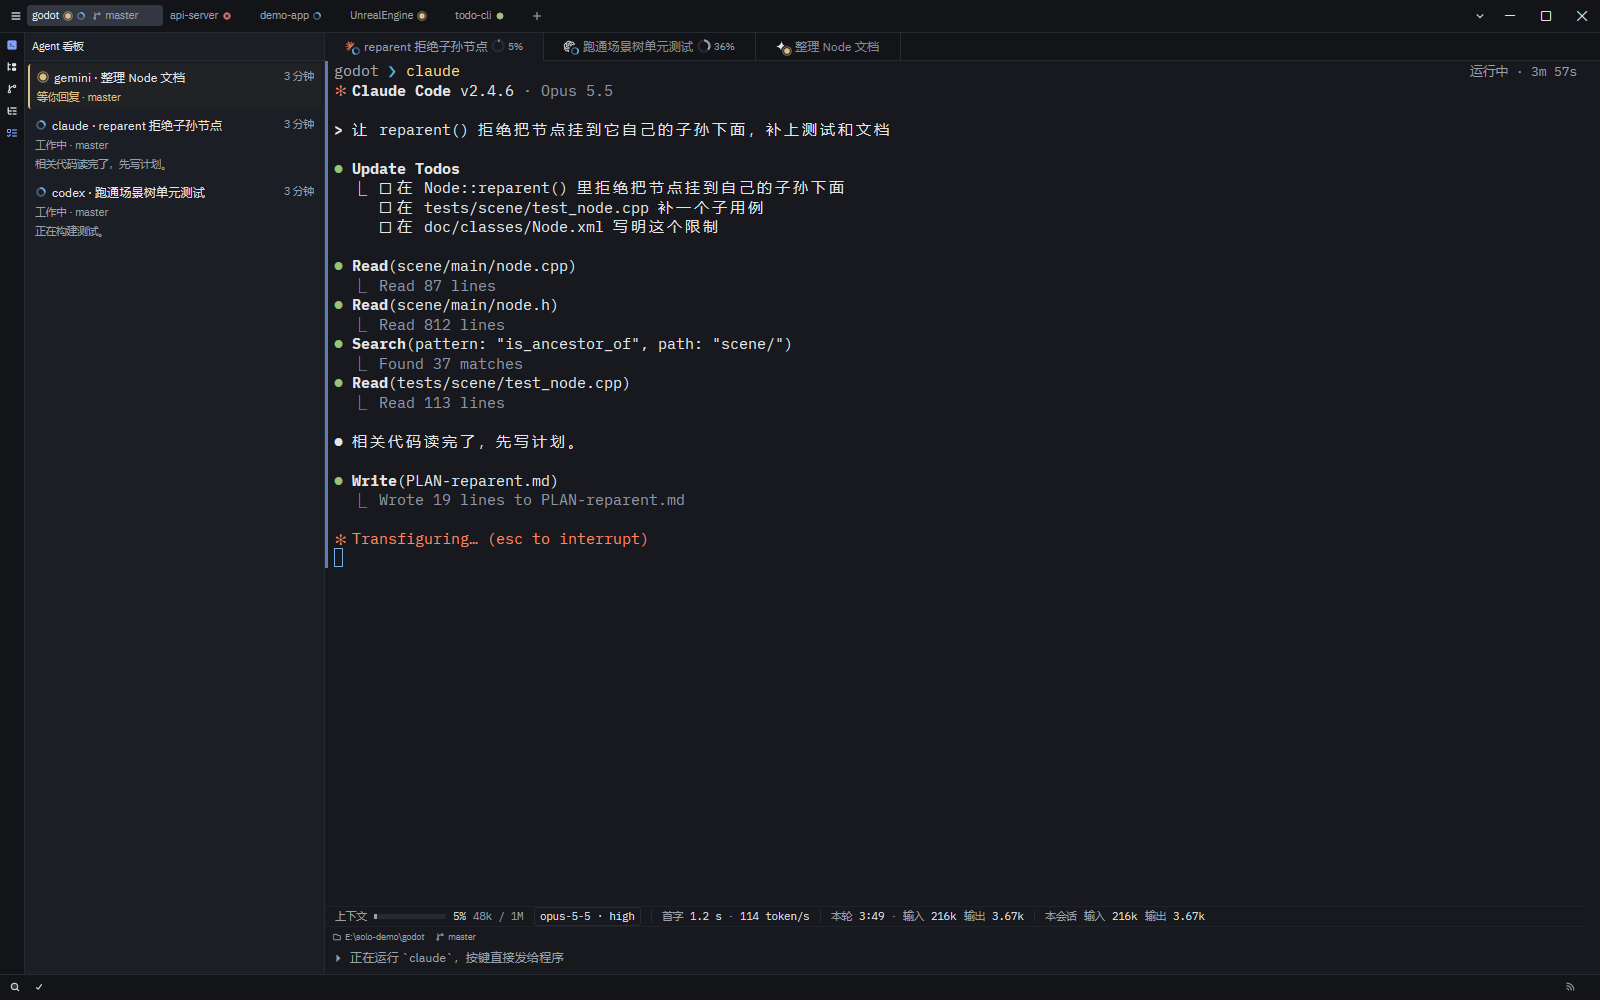 godot master api-server demo-app UnrealEngine todo-cli
Agent 看板
reparent 拒绝子孙节点 5% 跑通场景树单元测试 36% 整理 Node 文档
gemini · 整理 Node 文档 3 分钟
等你回复 · master
claude · reparent 拒绝子孙节点 3 分钟
工作中 · master
相关代码读完了，先写计划。
codex · 跑通场景树单元测试 3 分钟
工作中 · master
正在构建测试。
godot ❯ claude 运行中 · 3m 57s
✻ Claude Code v2.4.6 · Opus 5.5
> 让 reparent() 拒绝把节点挂到它自己的子孙下面，补上测试和文档
● Update Todos
⎿ ☐ 在 Node::reparent() 里拒绝把节点挂到自己的子孙下面
☐ 在 tests/scene/test_node.cpp 补一个子用例
☐ 在 doc/classes/Node.xml 写明这个限制
● Read(scene/main/node.cpp)
⎿ Read 87 lines
● Read(scene/main/node.h)
⎿ Read 812 lines
● Search(pattern: "is_ancestor_of", path: "scene/")
⎿ Found 37 matches
● Read(tests/scene/test_node.cpp)
⎿ Read 113 lines
● 相关代码读完了，先写计划。
● Write(PLAN-reparent.md)
⎿ Wrote 19 lines to PLAN-reparent.md
✻ Transfiguring… (esc to interrupt)
上下文 5% 48k / 1M opus-5-5 · high 首字 1.2 s · 114 token/s 本轮 3:49 · 输入 216k 输出 3.67k 本会话 输入 216k 输出 3.67k
E:\solo-demo\godot master
正在运行 `claude`，按键直接发给程序